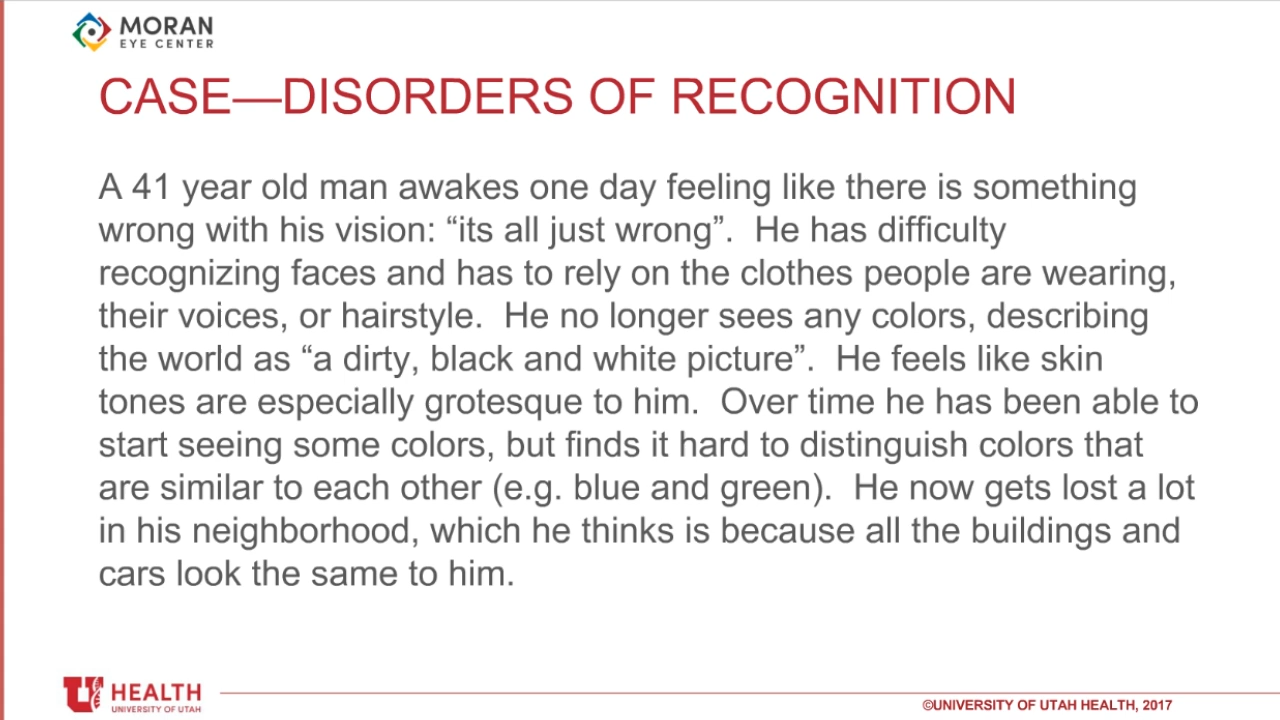 MORAN
EYE CENTER
CASE—DISORDERS OF RECOGNITION
A 41 year old man awakes one day feeling like there is something
wrong with his vision: “its all just wrong”.  He has difficulty
recognizing faces and has to rely on the clothes people are wearing,
their voices, or hairstyle.  He no longer sees any colors, describing
the world as “a dirty, black and white picture”.  He feels like skin
tones are especially grotesque to him.  Over time he has been able to
start seeing some colors, but finds it hard to distinguish colors that
are similar to each other (e.g. blue and green).  He now gets lost a lot
in his neighborhood, which he thinks is because all the buildings and
cars look the same to him.
U HEALTH
UNIVERSITY OF UTAH
©UNIVERSITY OF UTAH HEALTH, 2017